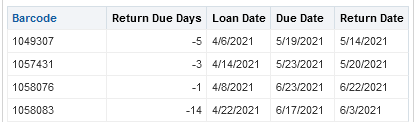 Barcode Return Due Days Loan Date Due Date Return Date
1049307 -5 4/6/2021 5/19/2021 5/14/2021
1057431 -3 4/14/2021 5/23/2021 5/20/2021
1058076 -1 4/8/2021 6/23/2021 6/22/2021
1058083 -14 4/22/2021 6/17/2021 6/3/2021